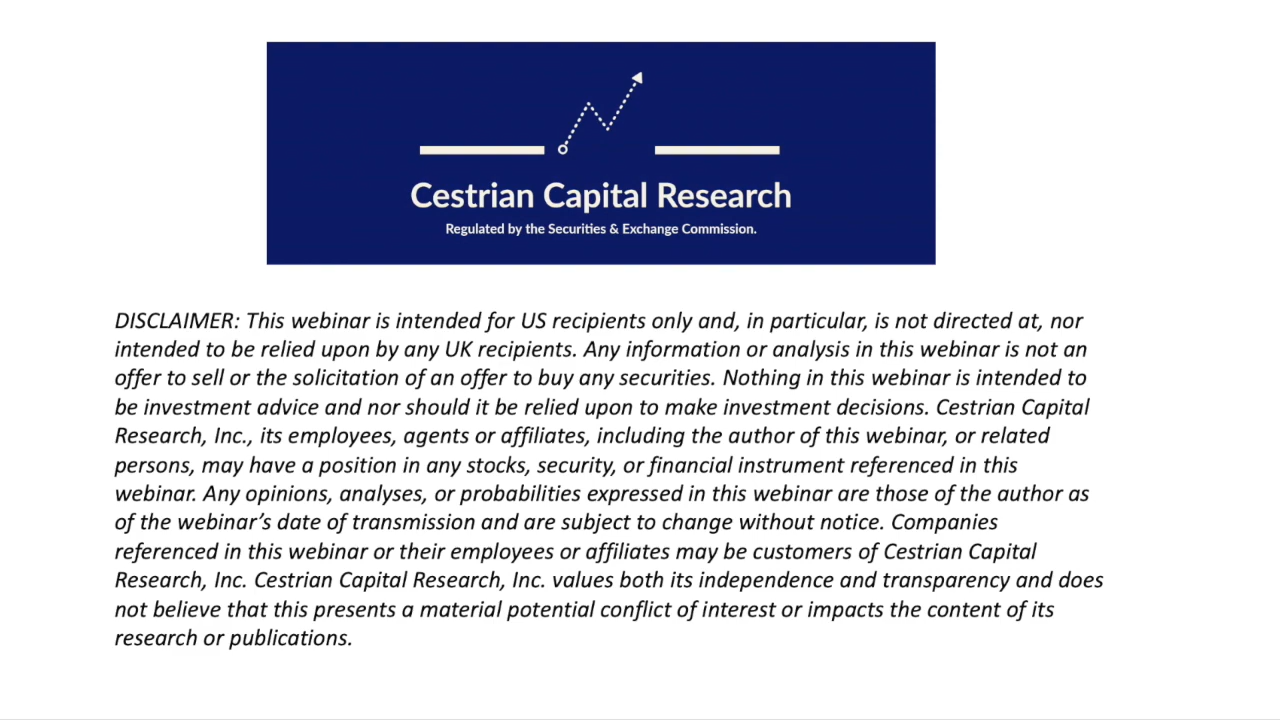 Cestrian Capital Research
Regulated by the Securities & Exchange Commission.
DISCLAIMER: This webinar is intended for US recipients only and, in particular, is not directed at, nor
intended to be relied upon by any UK recipients. Any information or analysis in this webinar is not an
offer to sell or the solicitation of an offer to buy any securities. Nothing in this webinar is intended to
be investment advice and nor should it be relied upon to make investment decisions. Cestrian Capital
Research, Inc., its employees, agents or affiliates, including the author of this webinar, or related
persons, may have a position in any stocks, security, or financial instrument referenced in this
webinar. Any opinions, analyses, or probabilities expressed in this webinar are those of the author as
of the webinar’s date of transmission and are subject to change without notice. Companies
referenced in this webinar or their employees or affiliates may be customers of Cestrian Capital
Research, Inc. Cestrian Capital Research, Inc. values both its independence and transparency and does
not believe that this presents a material potential conflict of interest or impacts the content of its
research or publications.